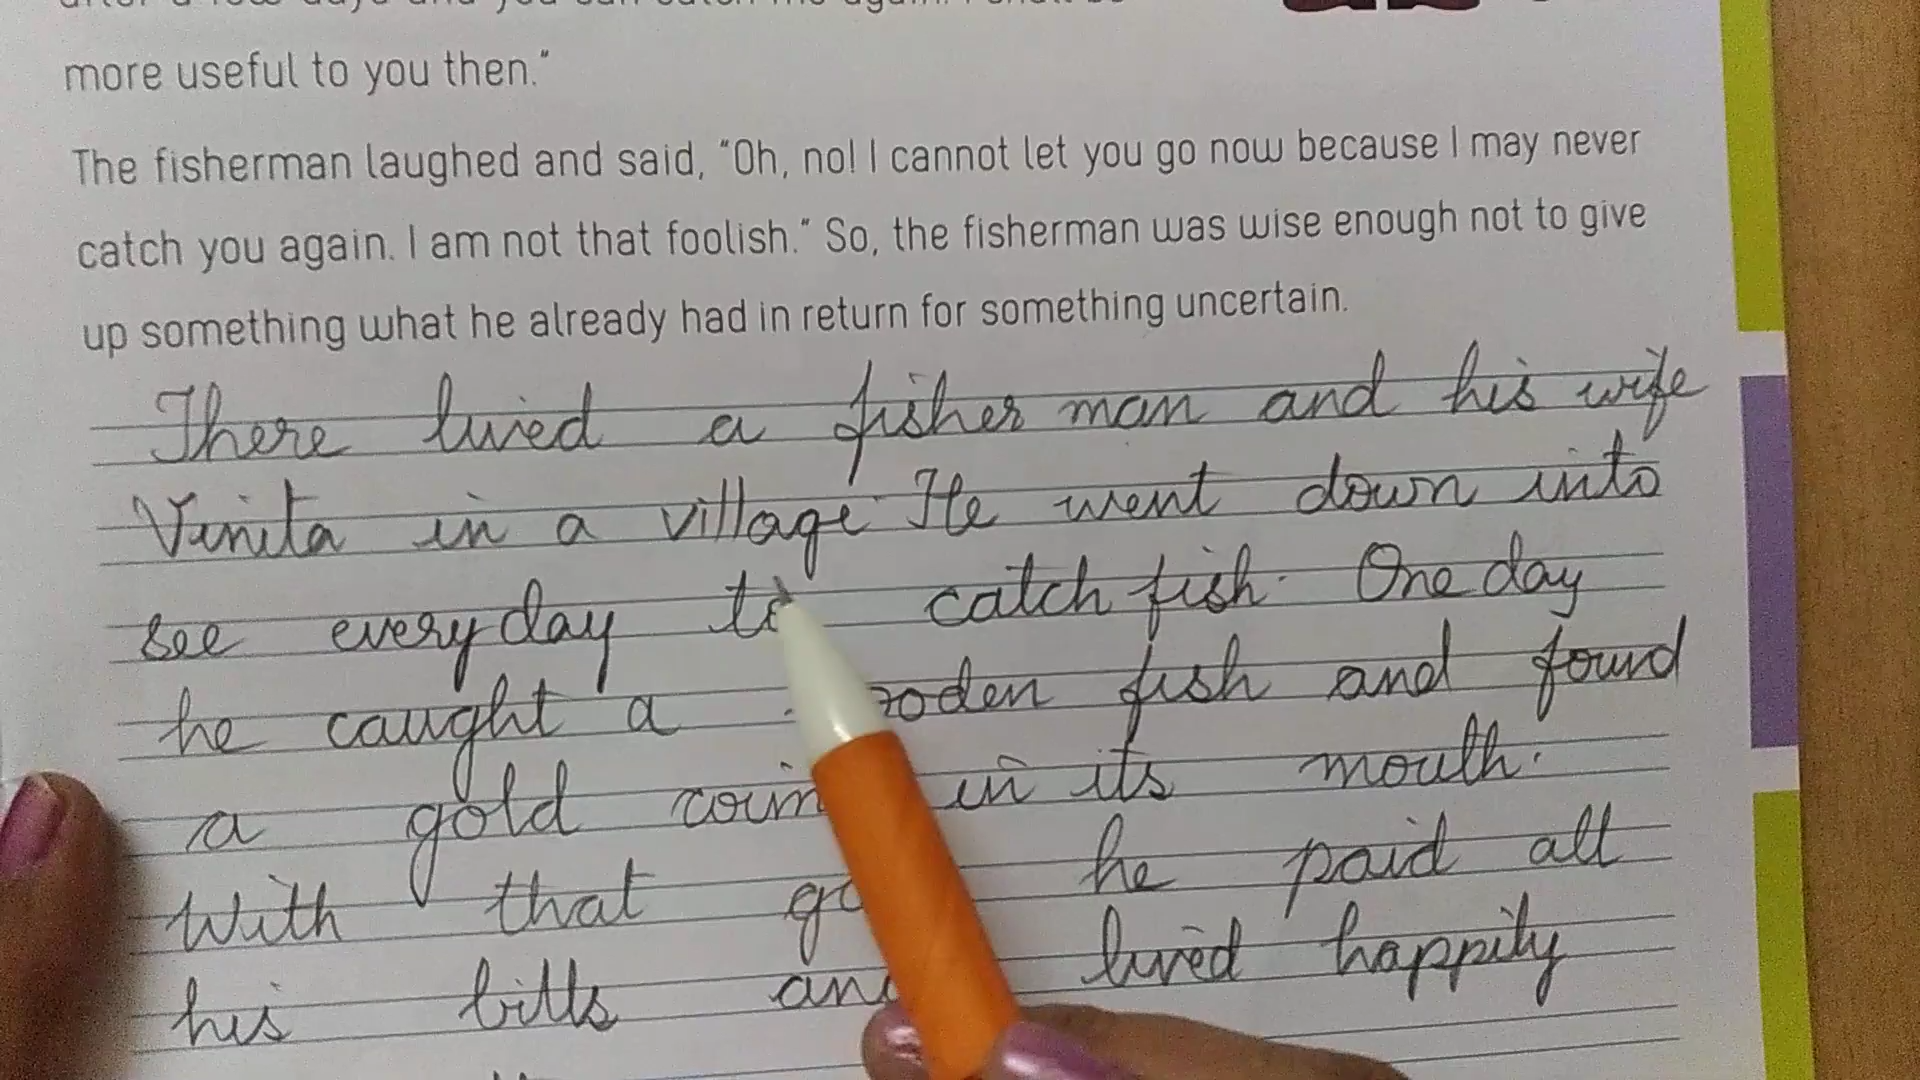 more useful to you then."
The fisherman laughed and said, "Oh, no! I cannot let you go now because I may never
catch you again. I am not that foolish." So, the fisherman was wise enough not to give
up something what he already had in return for something uncertain.
There lived a fisher man and his wife
Vinita in a village. He went down into
see everyday to catch fish. One day
he caught a fish and found
a gold coin in its mouth.
With that he paid all
his bills and lived happily